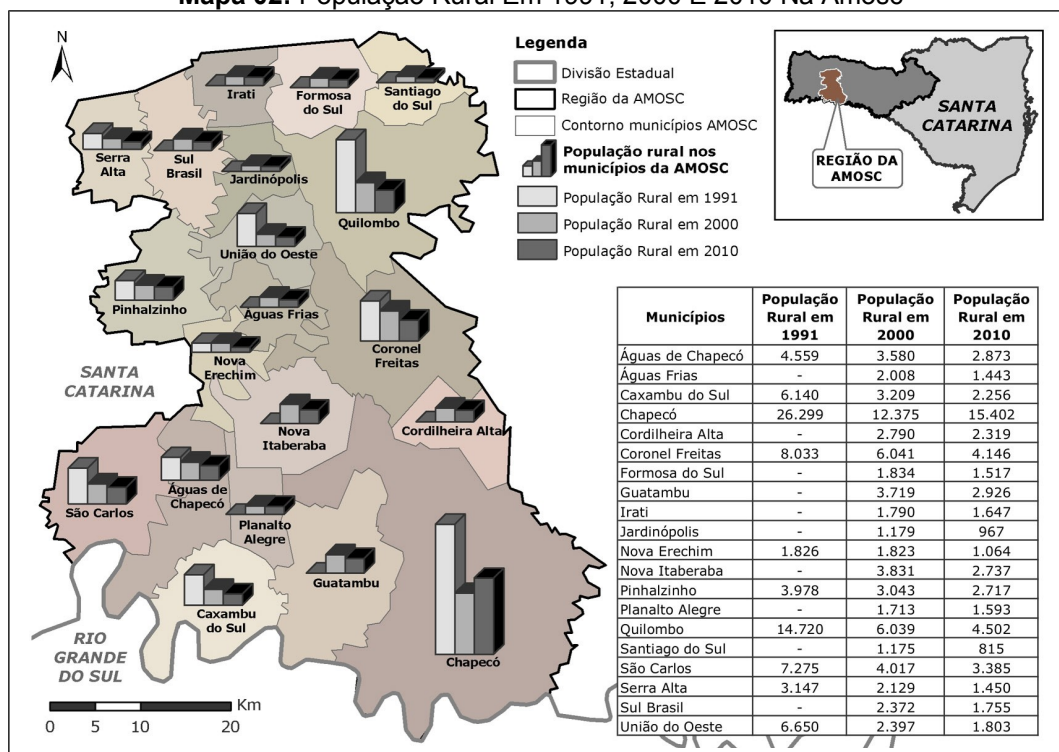 Mapa 02: População Rural Em 1991, 2000 E 2010 Na Amosc
N
Irati
Formosa
do Sul
Santiago
do Sul
Serra
Alta
Sul
Brasil
Jardinópolis
Quilombo
União do Oeste
Pinhalzinho
Águas Frias
Coronel
Freitas
Nova
Erechim
SANTA
CATARINA
Nova
Itaberaba
Cordilheira Alta
São Carlos
Águas de
Chapecó
Planalto
Alegre
Guatambu
Caxambu
do Sul
Chapecó
RIO
GRANDE
DO SUL
Km
0 5 10 20
Legenda
Divisão Estadual
Região da AMOSC
Contorno municípios AMOSC
População rural nos
municípios da AMOSC
População Rural em 1991
População Rural em 2000
População Rural em 2010
SANTA
CATARINA
REGIÃO DA
AMOSC
Municípios População Rural em 1991 População Rural em 2000 População Rural em 2010
Águas de Chapecó 4.559 3.580 2.873
Águas Frias - 2.008 1.443
Caxambu do Sul 6.140 3.209 2.256
Chapecó 26.299 12.375 15.402
Cordilheira Alta - 2.790 2.319
Coronel Freitas 8.033 6.041 4.146
Formosa do Sul - 1.834 1.517
Guatambu - 3.719 2.926
Irati - 1.790 1.647
Jardinópolis - 1.179 967
Nova Erechim 1.826 1.823 1.064
Nova Itaberaba - 3.831 2.737
Pinhalzinho 3.978 3.043 2.717
Planalto Alegre - 1.713 1.593
Quilombo 14.720 6.039 4.502
Santiago do Sul - 1.175 815
São Carlos 7.275 4.017 3.385
Serra Alta 3.147 2.129 1.450
Sul Brasil - 2.372 1.755
União do Oeste 6.650 2.397 1.803